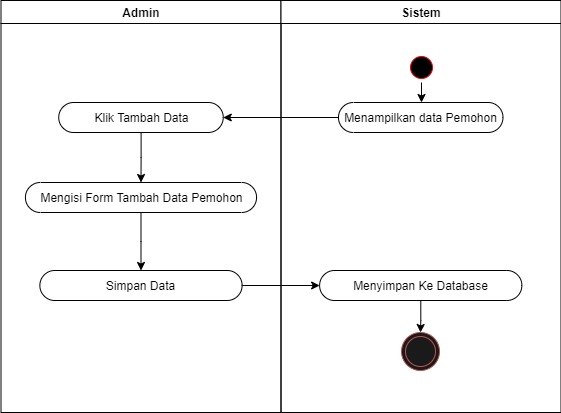 Admin
Sistem
Klik Tambah Data
Menampilkan data Pemohon
Mengisi Form Tambah Data Pemohon
Simpan Data
Menyimpan Ke Database